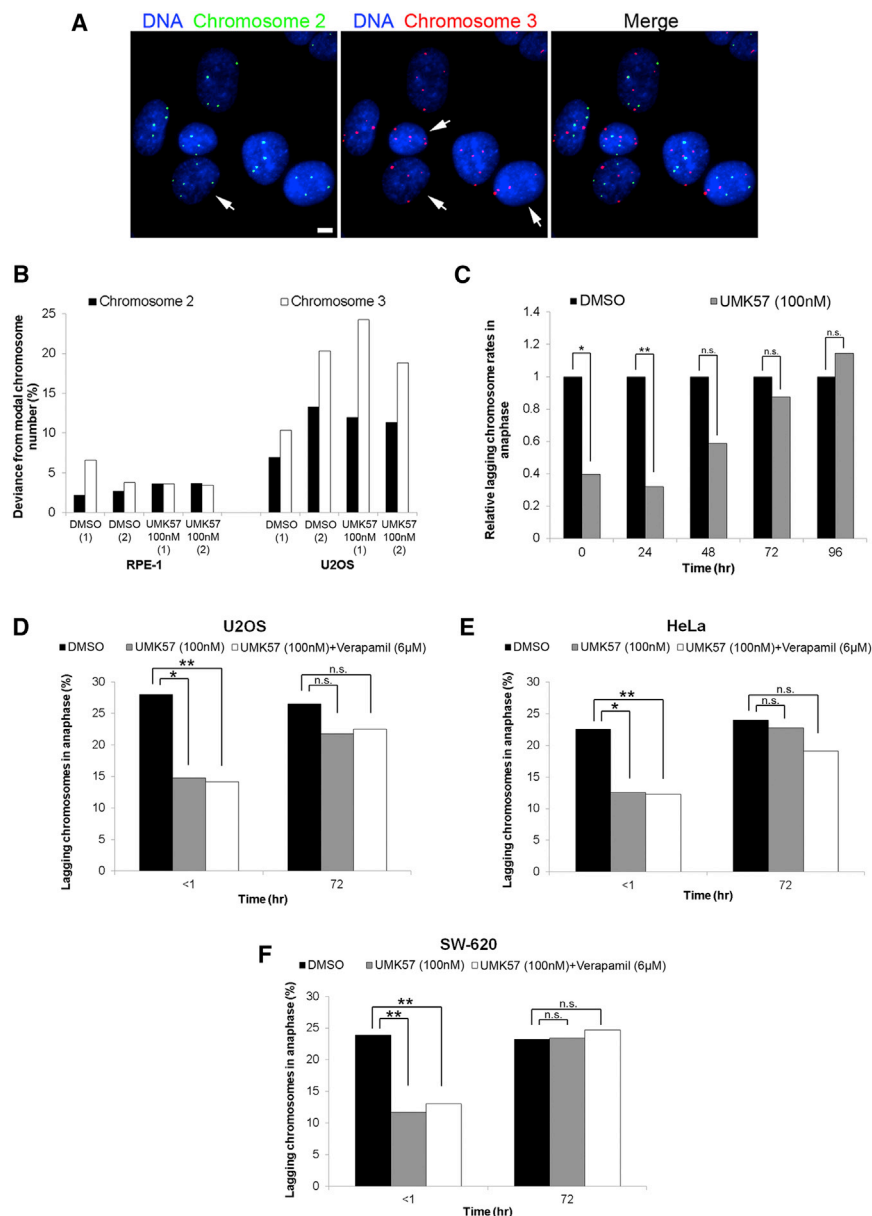 A
DNA Chromosome 2
DNA Chromosome 3
Merge
B
■Chromosome 2 □Chromosome 3
Deviance from modal chromosome number (%)
25
20
15
10
5
0
DMSO (1)
DMSO (2)
UMK57 100nM (1)
UMK57 100nM (2)
DMSO (1)
DMSO (2)
UMK57 100nM (1)
UMK57 100nM (2)
RPE-1
U2OS
C
■DMSO ■UMK57 (100nM)
Relative lagging chromosome rates in anaphase
1.4
1.2
1
0.8
0.6
0.4
0.2
0
*
**
n.s.
n.s.
n.s.
0 24 48 72 96
Time (hr)
D
U2OS
■DMSO ■UMK57 (100nM) □UMK57 (100nM)+Verapamil (6μM)
Lagging chromosomes in anaphase (%)
30
25
20
15
10
5
0
**
*
n.s.
n.s.
<1 72
Time (hr)
E
HeLa
■DMSO ■UMK57 (100nM) □UMK57 (100nM)+Verapamil (6μM)
Lagging chromosomes in anaphase (%)
30
25
20
15
10
5
0
**
*
n.s.
n.s.
<1 72
Time (hr)
F
SW-620
■DMSO ■UMK57 (100nM) □UMK57 (100nM)+Verapamil (6μM)
Lagging chromosomes in anaphase (%)
30
25
20
15
10
5
0
**
**
n.s.
n.s.
<1 72
Time (hr)